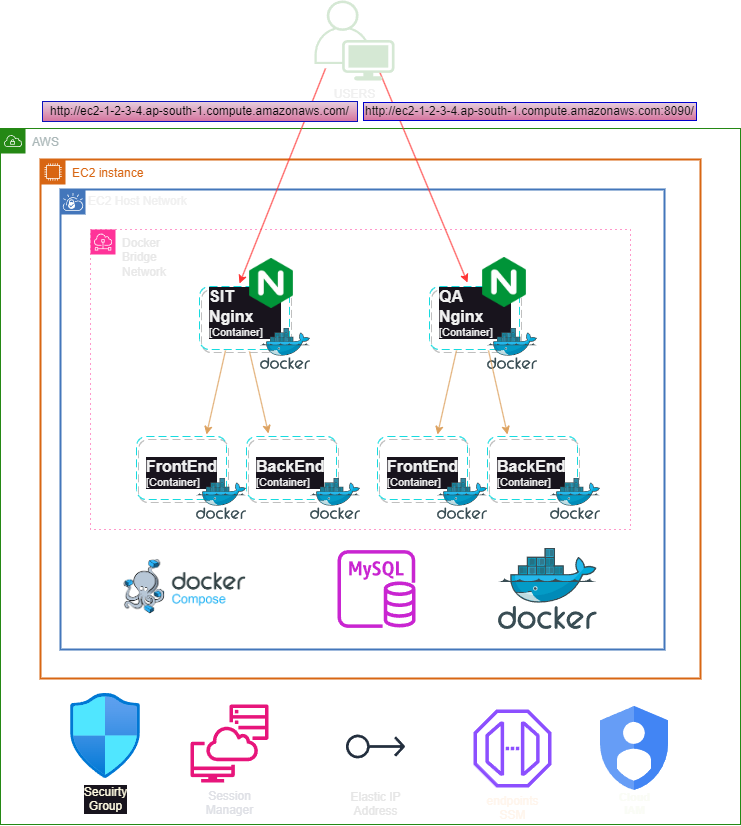 USERS
http://ec2-1-2-3-4.ap-south-1.compute.amazonaws.com/
http://ec2-1-2-3-4.ap-south-1.compute.amazonaws.com:8090/
AWS
EC2 instance
EC2 Host Network
Docker
Bridge
Network
SIT
Nginx
[Container]
docker
QA
Nginx
[Container]
docker
FrontEnd
[Container]
docker
BackEnd
[Container]
docker
FrontEnd
[Container]
docker
BackEnd
[Container]
docker
docker
Compose
MySQL
docker
Secuirty
Group
Session
Manager
Elastic IP
Address
endpoints
SSM